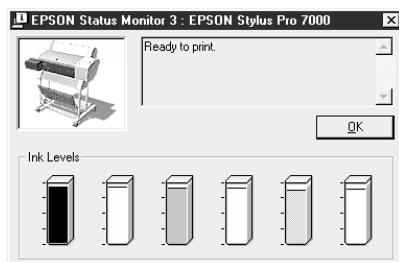 EPSON Status Monitor 3 : EPSON Stylus Pro 7000
Ready to print.
OK
Ink Levels